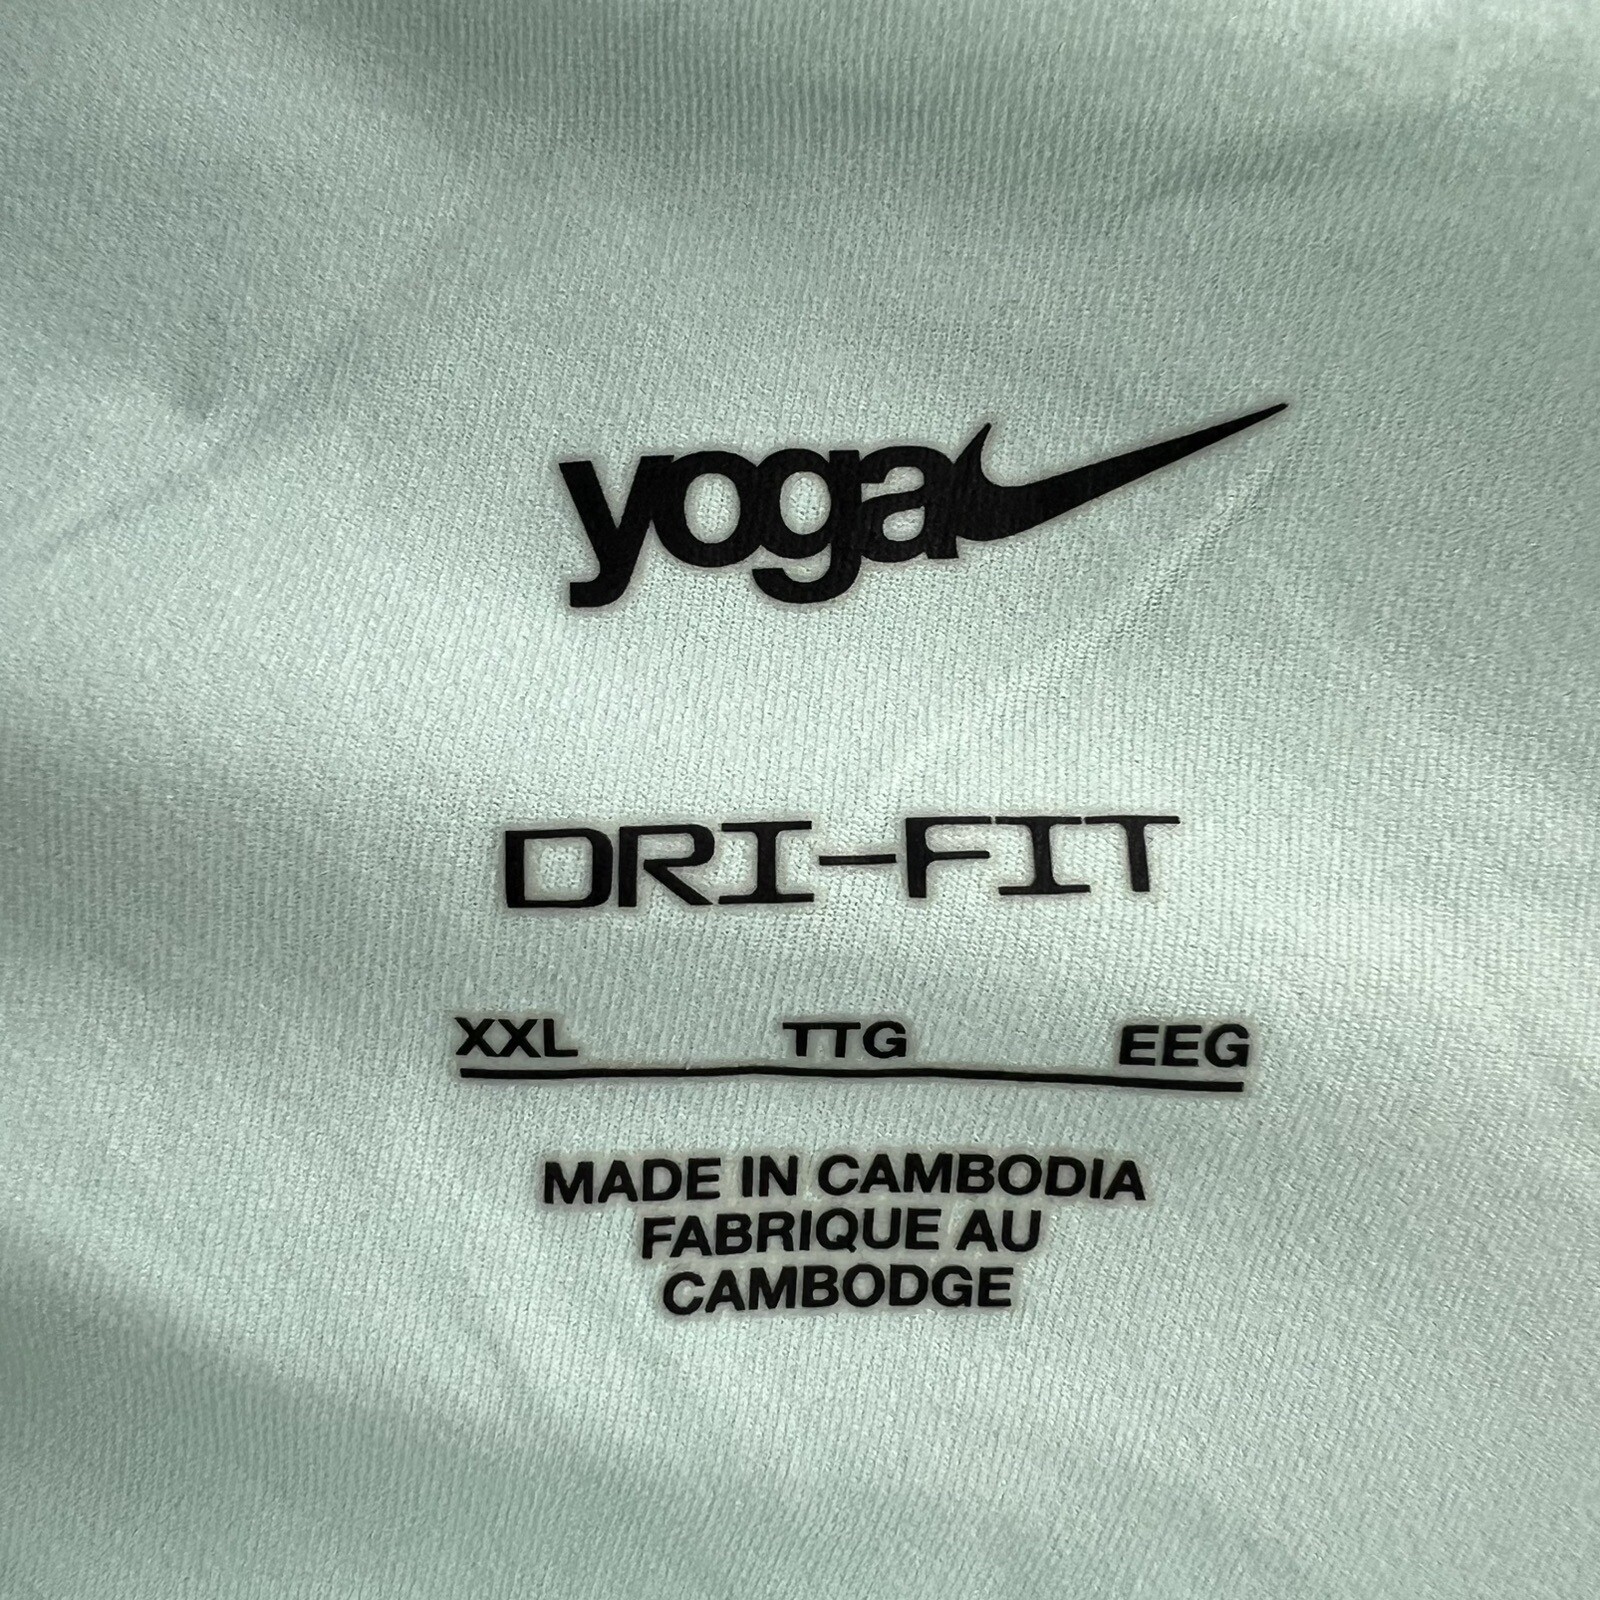 yoga
DRI-FIT
XXL TTG EEG
MADE IN CAMBODIA
FABRIQUE AU
CAMBODGE